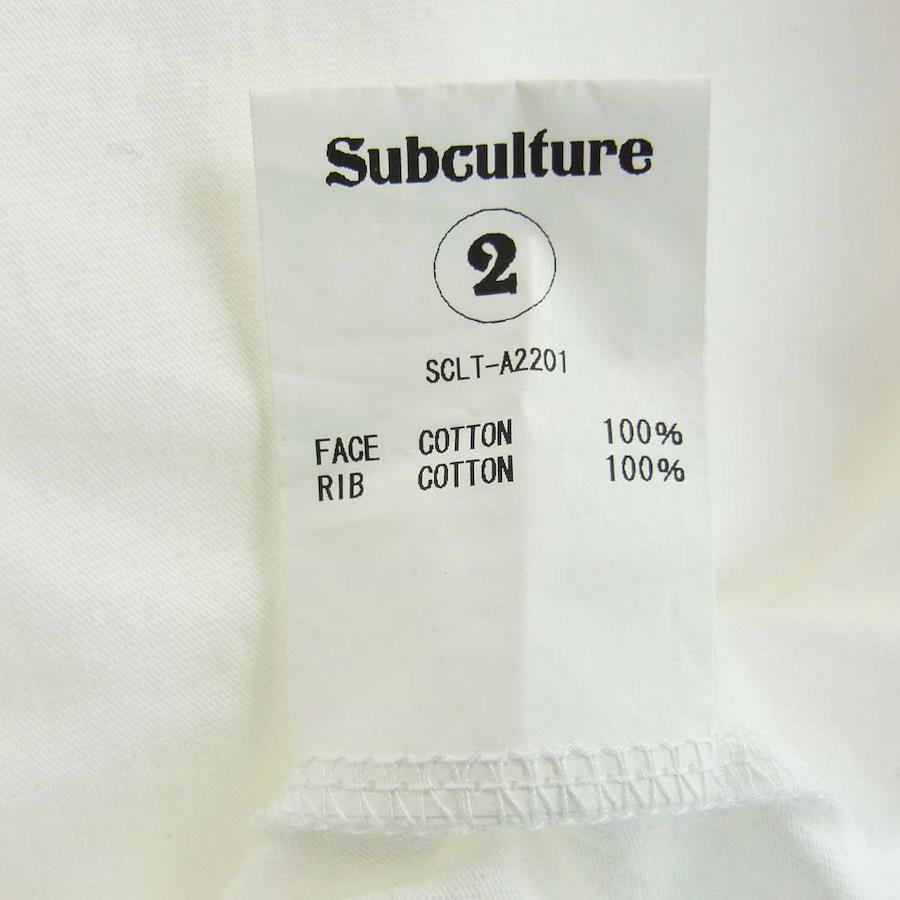 Subculture
2
SCLT-A2201
FACE COTTON 100%
RIB COTTON 100%